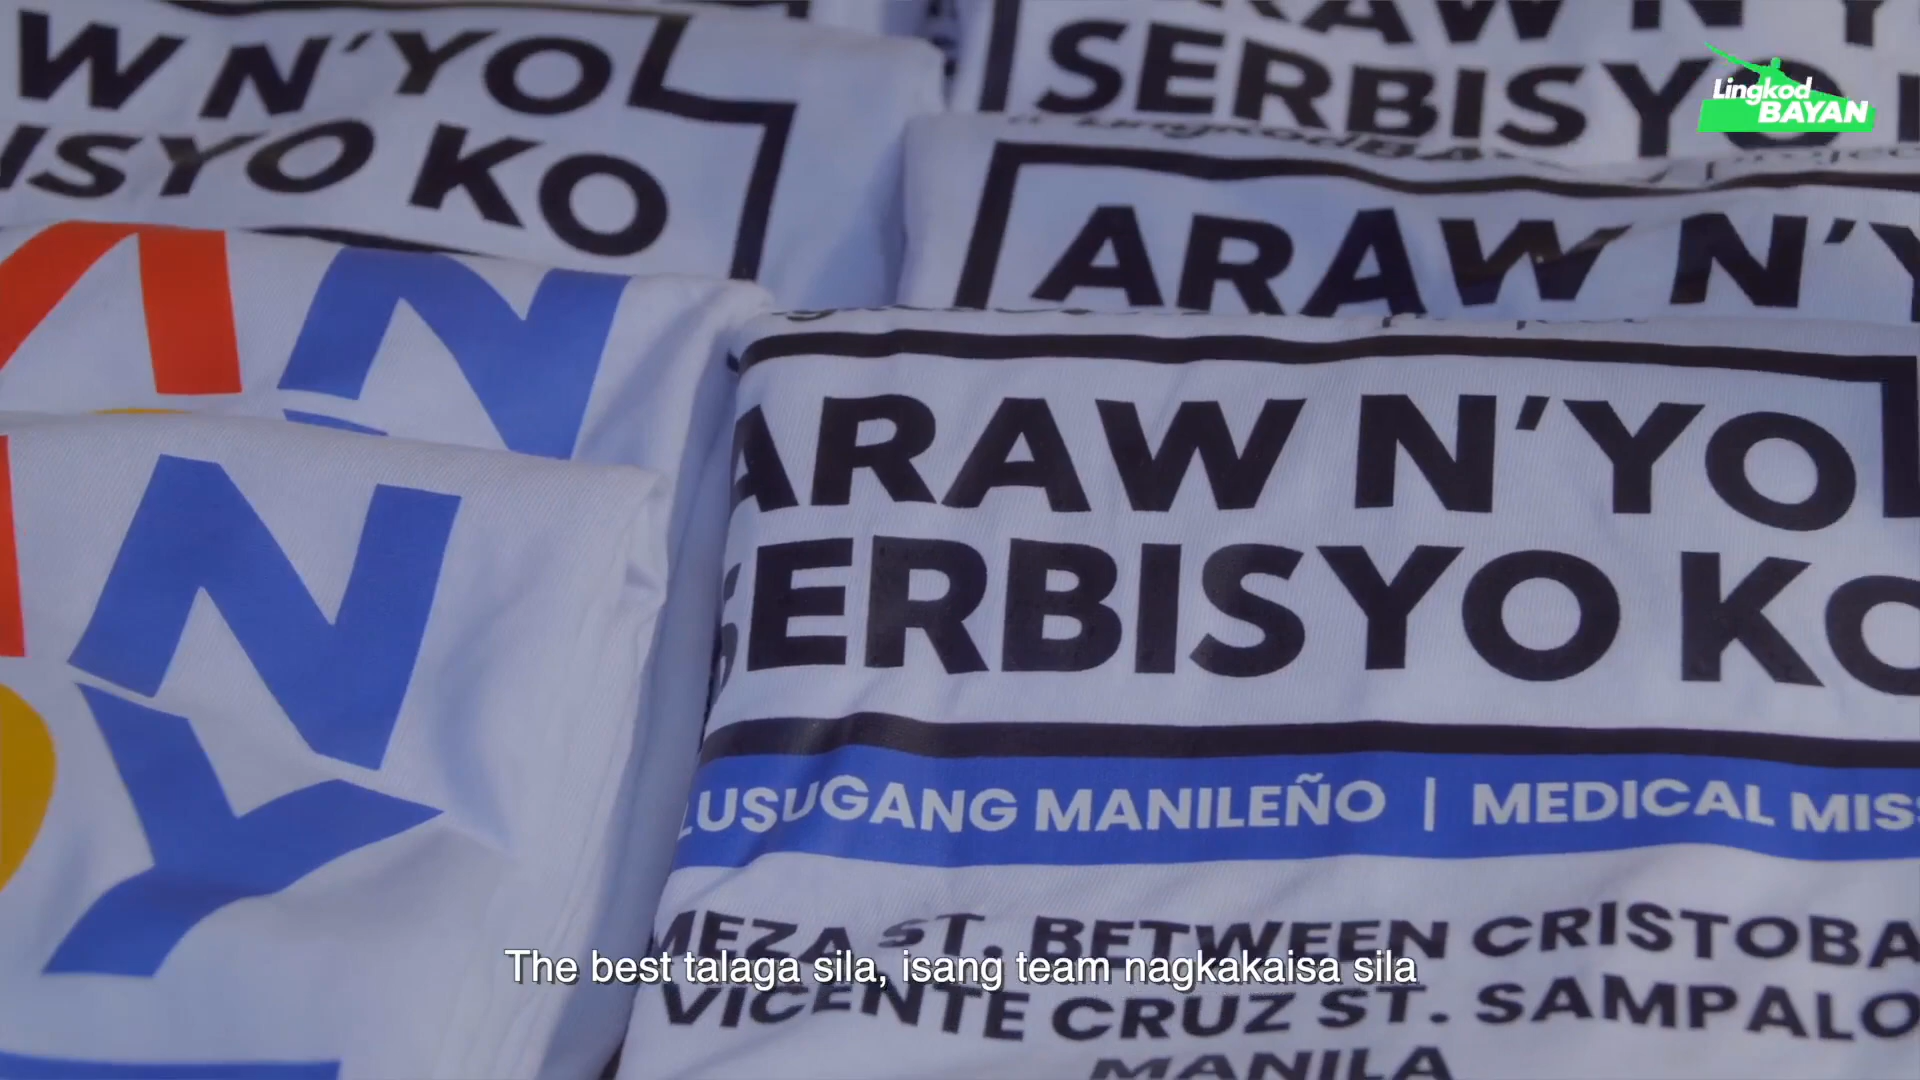 W N'YO
ISYO KO
SERBISYO
Lingkod
BAYAN
ARAW N'Y
N
ARAW N'YO
SERBISYO KO
N
Y
LUSUGANG MANILEÑO | MEDICAL MISS
MEZA ST. BETWEEN CRISTOBA
The best talaga sila, isang team nagkakaisa sila
VICENTE CRUZ ST. SAMPALO
MANILA